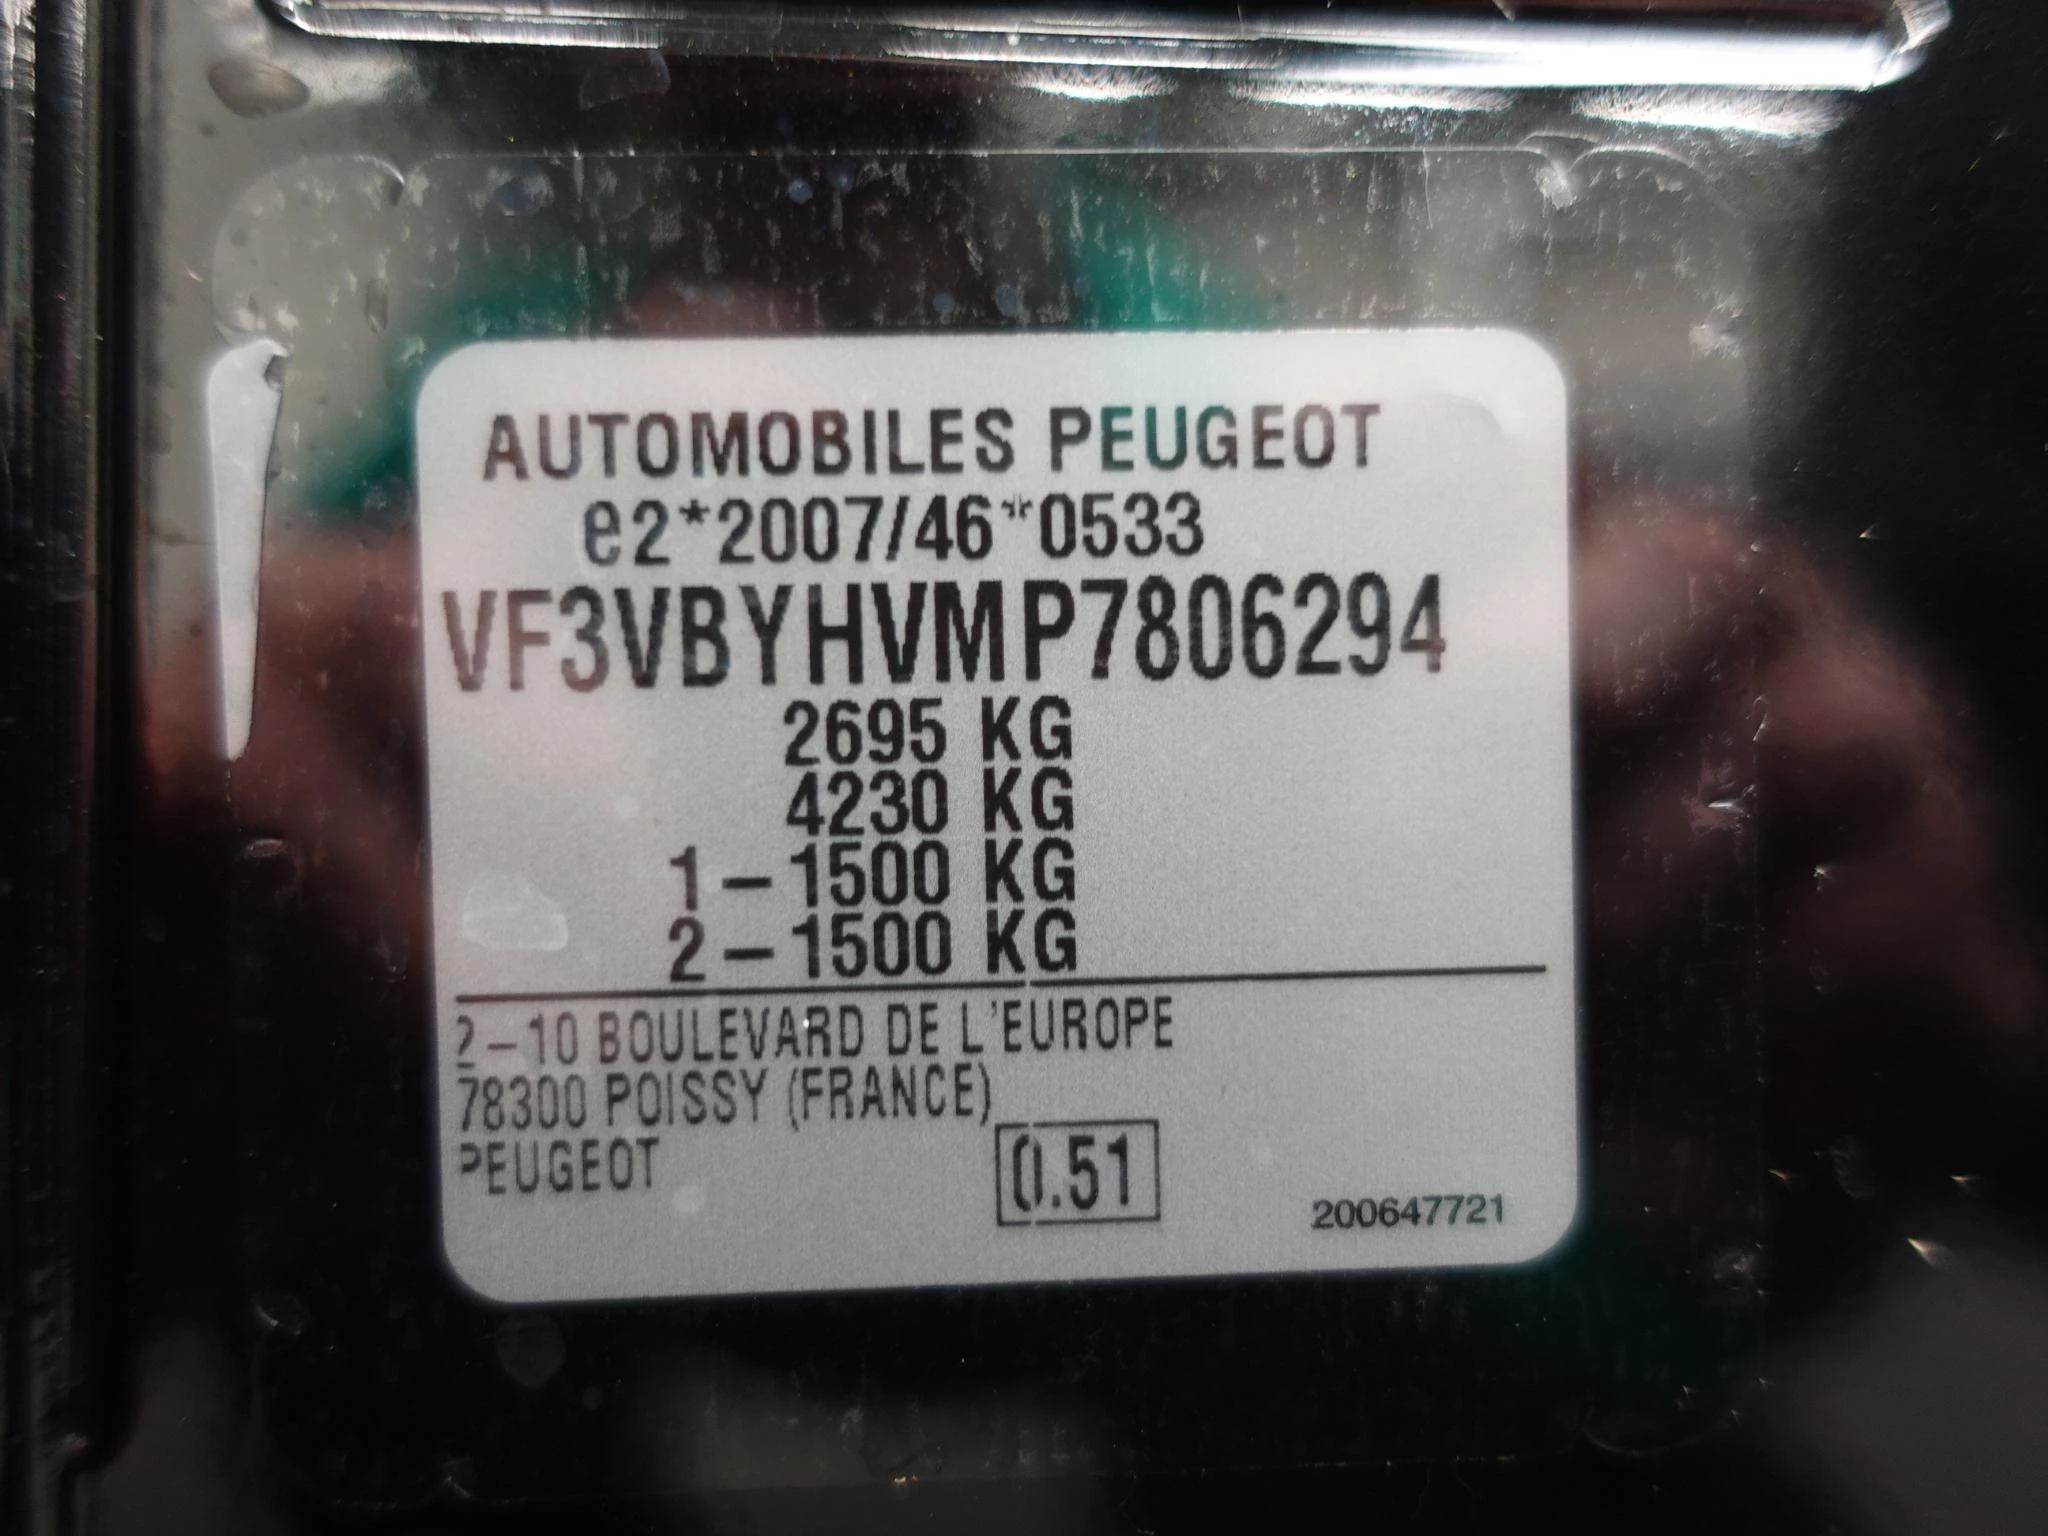 AUTOMOBILES PEUGEOT
e2*2007/46*0533
VF3VBYHVMP7806294
2695 KG
4230 KG
1-1500 KG
2-1500 KG
2-10 BOULEVARD DE L'EUROPE
78300 POISSY (FRANCE)
PEUGEOT
0.51
200647721